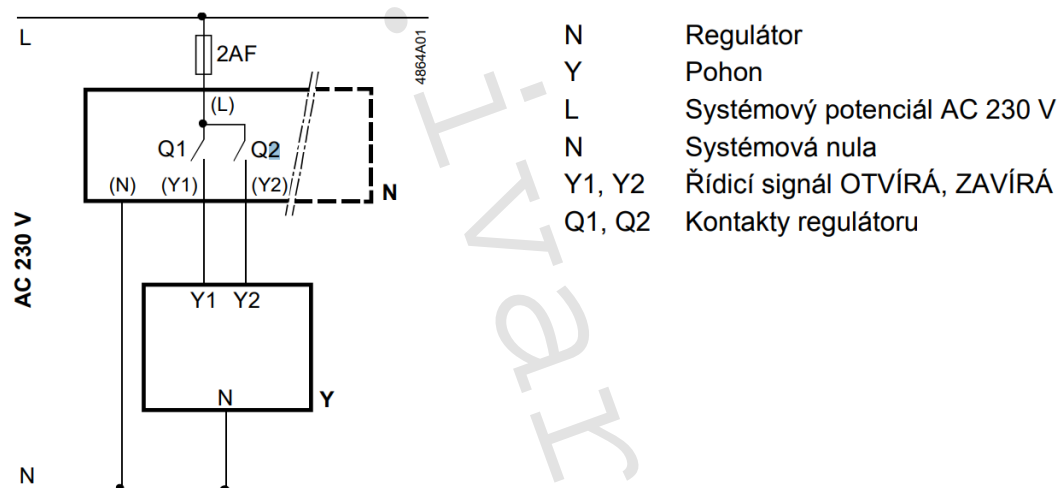 L
2AF
4864A01
(L)
Q1
Q2
(N) (Y1) (Y2)
N
AC 230 V
Y1 Y2
N
Y
N
N Regulátor
Y Pohon
L Systémový potenciál AC 230 V
N Systémová nula
Y1, Y2 Řídicí signál OTVÍRÁ, ZAVÍRÁ
Q1, Q2 Kontakty regulátoru
ivar